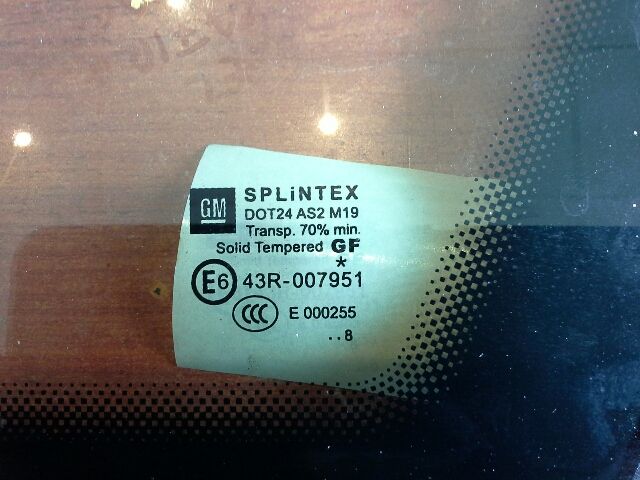 GM
SPLiNTEX
DOT24 AS2 M19
Transp. 70% min.
Solid Tempered GF
*
E6 43R-007951
CCC E 000255
..8